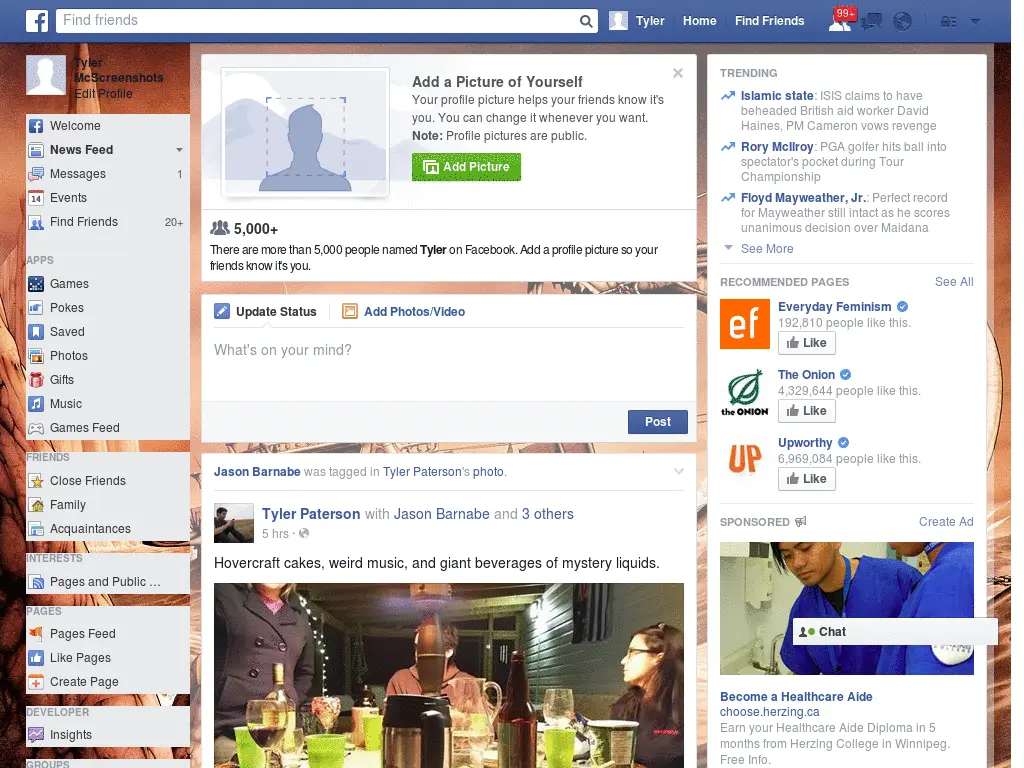 Find friends
Tyler
Home
Find Friends
99+
Tyler
McScreenshots
Edit Profile
Welcome
News Feed
Messages
1
14
Events
Find Friends
20+
APPS
Games
Pokes
Saved
Photos
Gifts
Music
Games Feed
FRIENDS
Close Friends
Family
Acquaintances
INTERESTS
Pages and Public ...
PAGES
Pages Feed
Like Pages
Create Page
DEVELOPER
Insights
GROUPS
Add a Picture of Yourself
Your profile picture helps your friends know it's
you. You can change it whenever you want.
Note: Profile pictures are public.
Add Picture
5,000+
There are more than 5,000 people named Tyler on Facebook. Add a profile picture so your
friends know it's you.
Update Status
Add Photos/Video
What's on your mind?
Post
Jason Barnabe was tagged in Tyler Paterson's photo.
Tyler Paterson with Jason Barnabe and 3 others
5 hrs ·
Hovercraft cakes, weird music, and giant beverages of mystery liquids.
TRENDING
Islamic state: ISIS claims to have
beheaded British aid worker David
Haines, PM Cameron vows revenge
Rory McIlroy: PGA golfer hits ball into
spectator's pocket during Tour
Championship
Floyd Mayweather, Jr.: Perfect record
for Mayweather still intact as he scores
unanimous decision over Maidana
See More
RECOMMENDED PAGES
See All
ef
Everyday Feminism
192,810 people like this.
Like
the ONION
The Onion
4,329,644 people like this.
Like
UP
Upworthy
6,969,084 people like this.
Like
SPONSORED
Create Ad
Chat
Become a Healthcare Aide
choose.herzing.ca
Earn your Healthcare Aide Diploma in 5
months from Herzing College in Winnipeg.
Free Info.